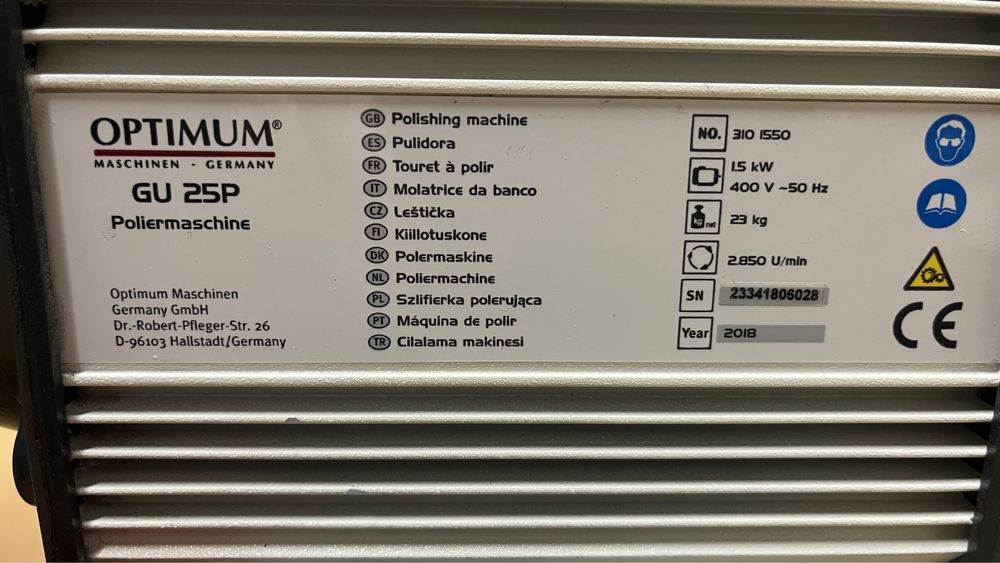 OPTIMUM®
MASCHINEN - GERMANY
GU 25P
Poliermaschine
Optimum Maschinen
Germany GmbH
Dr.-Robert-Pfleger-Str. 26
D-96103 Hallstadt/Germany
GB Polishing machine
ES Pulidora
FR Touret à polir
IT Molatrice da banco
CZ Leštička
FI Kiillotuskone
DK Polermaskine
NL Poliermachine
PL Szlifierka polerująca
PT Máquina de polir
TR Cilalama makinesi
NO. 310 1550
1.5 kW
400 V ~50 Hz
kg net 23 kg
2.850 U/min
SN 23341806028
Year 2018
CE